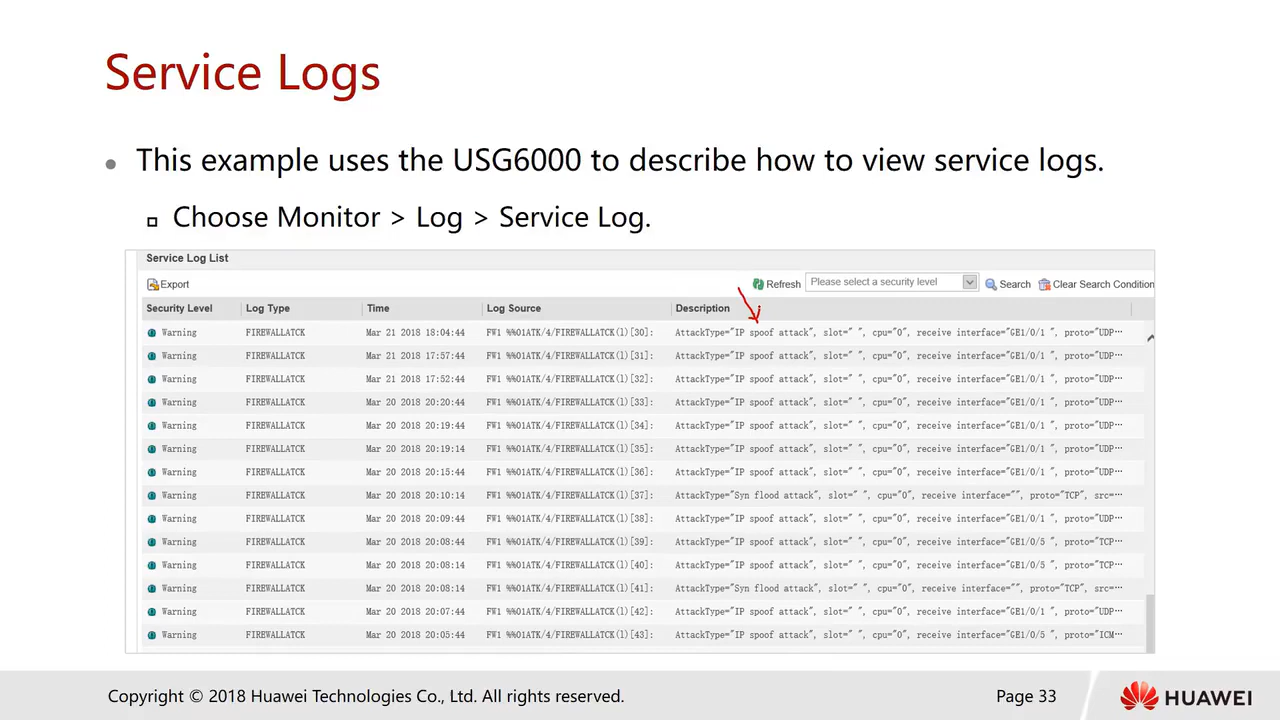 Service Logs
• This example uses the USG6000 to describe how to view service logs.
Choose Monitor > Log > Service Log.
Service Log List
Export Refresh Please select a security level Search Clear Search Condition
Security Level Log Type Time Log Source Description
Warning FIREWALLATCK Mar 21 2018 18:04:44 FW1 %%01ATK/4/FIREWALLATCK(l)[30]: AttackType="IP spoof attack", slot=" ", cpu="0", receive interface="GE1/0/1 ", proto="UDP…
Warning FIREWALLATCK Mar 21 2018 17:57:44 FW1 %%01ATK/4/FIREWALLATCK(l)[31]: AttackType="IP spoof attack", slot=" ", cpu="0", receive interface="GE1/0/1 ", proto="UDP…
Warning FIREWALLATCK Mar 21 2018 17:52:44 FW1 %%01ATK/4/FIREWALLATCK(l)[32]: AttackType="IP spoof attack", slot=" ", cpu="0", receive interface="GE1/0/1 ", proto="UDP…
Warning FIREWALLATCK Mar 20 2018 20:20:44 FW1 %%01ATK/4/FIREWALLATCK(l)[33]: AttackType="IP spoof attack", slot=" ", cpu="0", receive interface="GE1/0/1 ", proto="UDP…
Warning FIREWALLATCK Mar 20 2018 20:19:44 FW1 %%01ATK/4/FIREWALLATCK(l)[34]: AttackType="IP spoof attack", slot=" ", cpu="0", receive interface="GE1/0/1 ", proto="UDP…
Warning FIREWALLATCK Mar 20 2018 20:19:14 FW1 %%01ATK/4/FIREWALLATCK(l)[35]: AttackType="IP spoof attack", slot=" ", cpu="0", receive interface="GE1/0/1 ", proto="UDP…
Warning FIREWALLATCK Mar 20 2018 20:15:44 FW1 %%01ATK/4/FIREWALLATCK(l)[36]: AttackType="IP spoof attack", slot=" ", cpu="0", receive interface="GE1/0/1 ", proto="UDP…
Warning FIREWALLATCK Mar 20 2018 20:10:14 FW1 %%01ATK/4/FIREWALLATCK(l)[37]: AttackType="Syn flood attack", slot=" ", cpu="0", receive interface="", proto="TCP", src=…
Warning FIREWALLATCK Mar 20 2018 20:09:44 FW1 %%01ATK/4/FIREWALLATCK(l)[38]: AttackType="IP spoof attack", slot=" ", cpu="0", receive interface="GE1/0/1 ", proto="UDP…
Warning FIREWALLATCK Mar 20 2018 20:08:44 FW1 %%01ATK/4/FIREWALLATCK(l)[39]: AttackType="IP spoof attack", slot=" ", cpu="0", receive interface="GE1/0/5 ", proto="TCP…
Warning FIREWALLATCK Mar 20 2018 20:08:14 FW1 %%01ATK/4/FIREWALLATCK(l)[40]: AttackType="IP spoof attack", slot=" ", cpu="0", receive interface="GE1/0/5 ", proto="TCP…
Warning FIREWALLATCK Mar 20 2018 20:08:14 FW1 %%01ATK/4/FIREWALLATCK(l)[41]: AttackType="Syn flood attack", slot=" ", cpu="0", receive interface="", proto="TCP", src=…
Warning FIREWALLATCK Mar 20 2018 20:07:44 FW1 %%01ATK/4/FIREWALLATCK(l)[42]: AttackType="IP spoof attack", slot=" ", cpu="0", receive interface="GE1/0/1 ", proto="UDP…
Warning FIREWALLATCK Mar 20 2018 20:05:44 FW1 %%01ATK/4/FIREWALLATCK(l)[43]: AttackType="IP spoof attack", slot=" ", cpu="0", receive interface="GE1/0/5 ", proto="ICM…
Copyright © 2018 Huawei Technologies Co., Ltd. All rights reserved. Page 33 HUAWEI